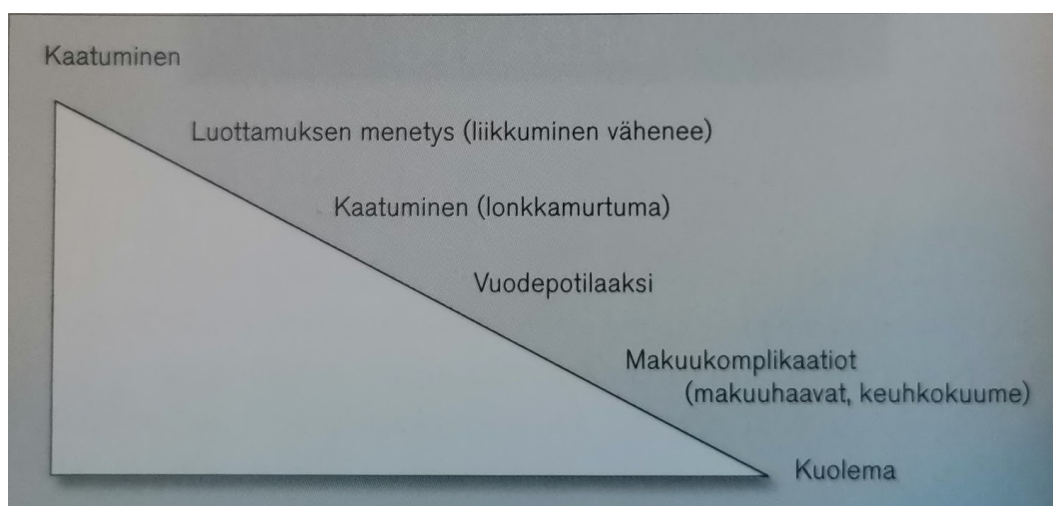 Kaatuminen
Luottamuksen menetys (liikkuminen vähenee)
Kaatuminen (lonkkamurtuma)
Vuodepotilaaksi
Makuukomplikaatiot
(makuuhaavat, keuhkokuume)
Kuolema